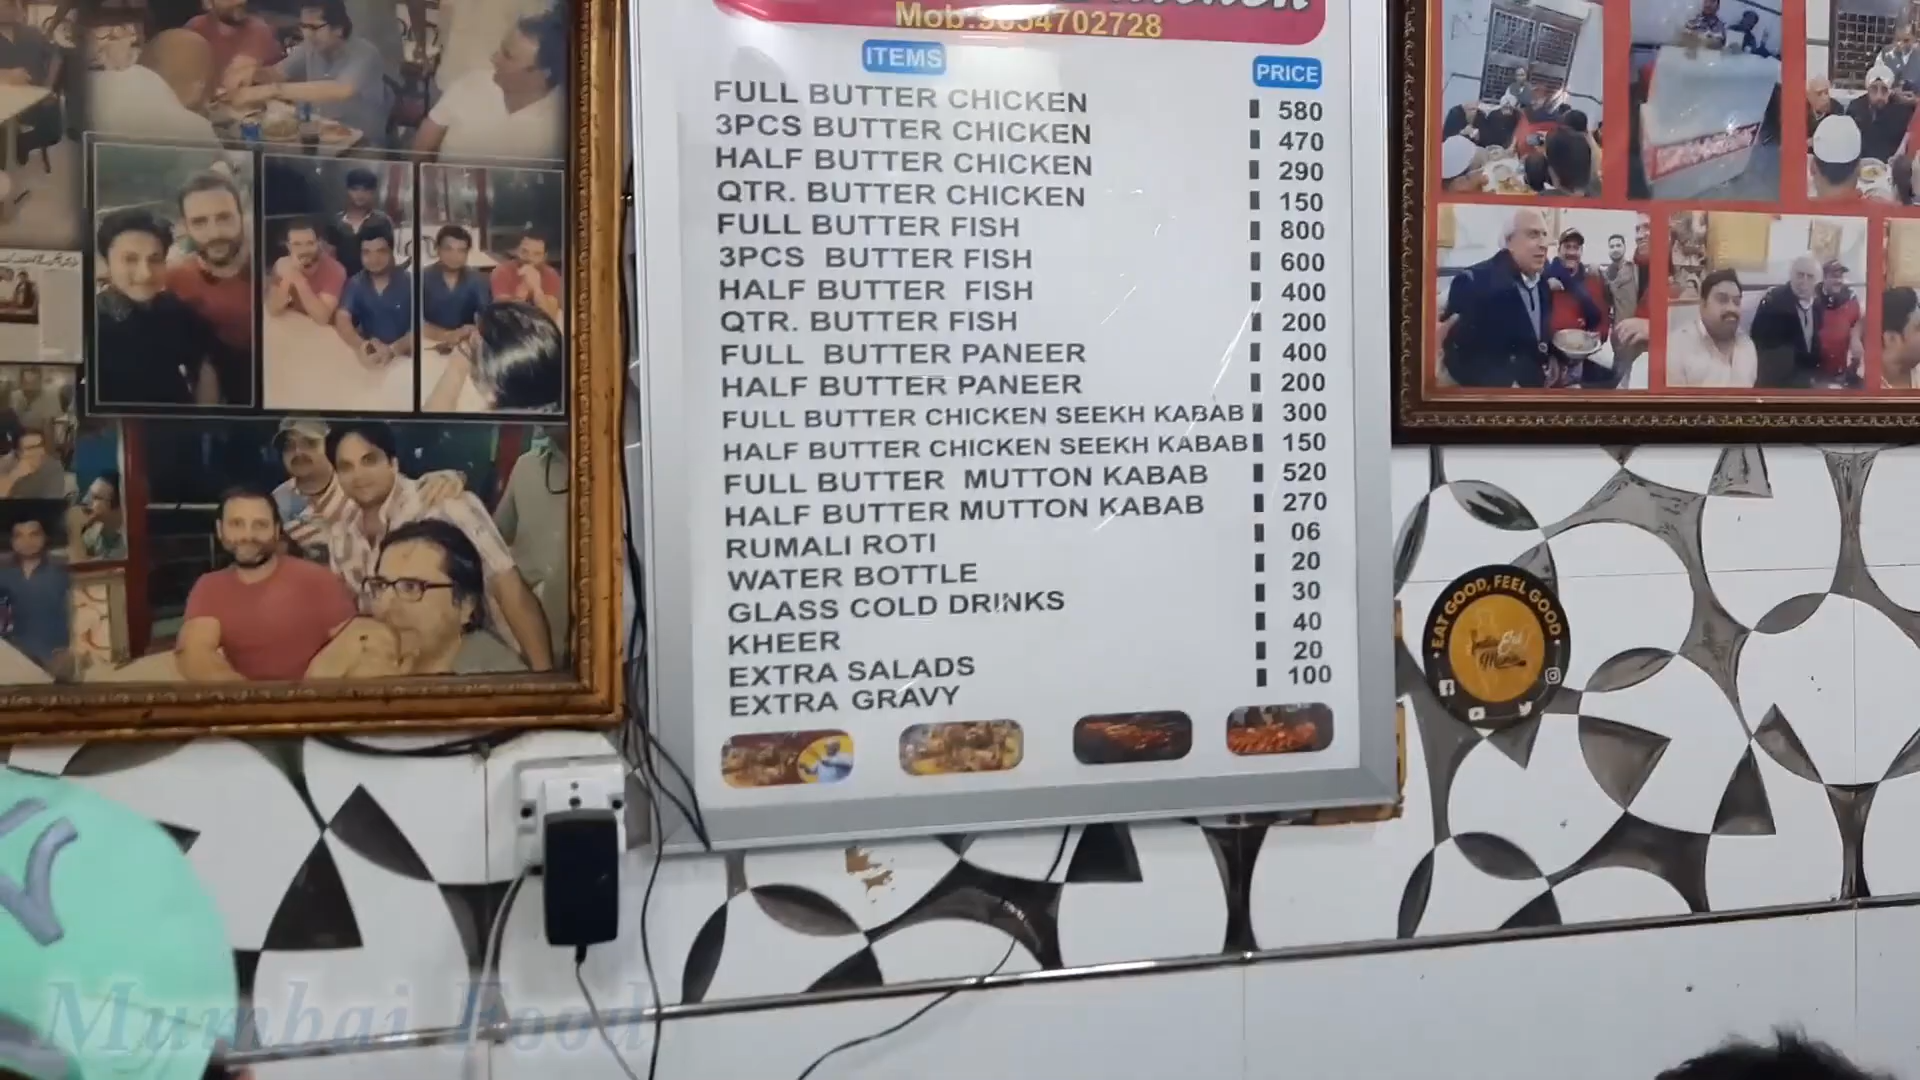 Mob:9654702728
ITEMS PRICE
FULL BUTTER CHICKEN 580
3PCS BUTTER CHICKEN 470
HALF BUTTER CHICKEN 290
QTR. BUTTER CHICKEN 150
FULL BUTTER FISH 800
3PCS BUTTER FISH 600
HALF BUTTER FISH 400
QTR. BUTTER FISH 200
FULL BUTTER PANEER 400
HALF BUTTER PANEER 200
FULL BUTTER CHICKEN SEEKH KABAB 300
HALF BUTTER CHICKEN SEEKH KABAB 150
FULL BUTTER MUTTON KABAB 520
HALF BUTTER MUTTON KABAB 270
RUMALI ROTI 06
WATER BOTTLE 20
GLASS COLD DRINKS 30
KHEER 40
EXTRA SALADS 20
EXTRA GRAVY 100
EAT GOOD, FEEL GOOD
India Eat Mania
Mumbai Food